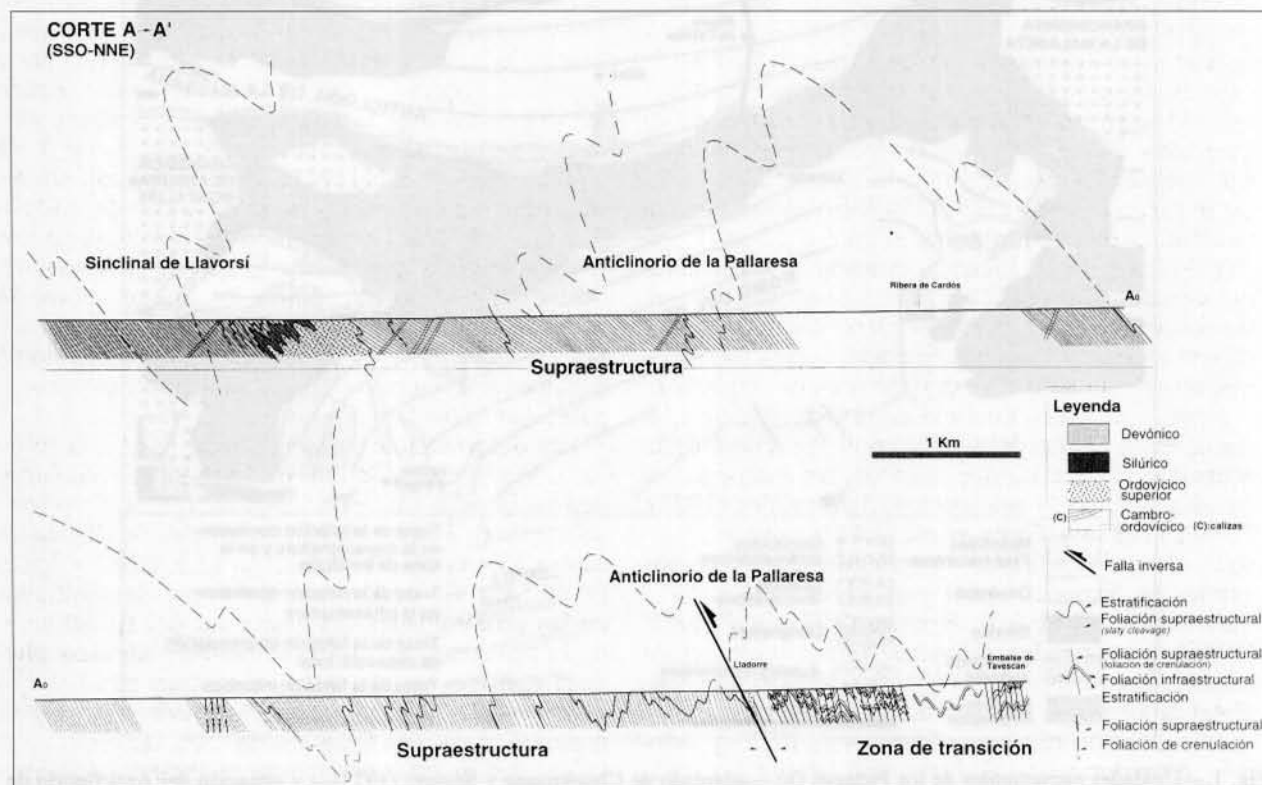 CORTE A-A'
(SSO-NNE)
Sinclinal de Llavorsí
Anticlinorio de la Pallaresa
Ribera de Cardós
A₀
Supraestructura
1 Km
Leyenda
Devónico
Silúrico
Ordovícico
superior
(C)
Cambro-
ordovícico
(C):calizas
Falla inversa
Estratificación
Foliación supraestructural
(slaty cleavage)
Foliación supraestructural
(foliación de crenulación)
Foliación infraestructural
Estratificación
Foliación supraestructural
Foliación de crenulación
Anticlinorio de la Pallaresa
Lladorre
Embalse de
Tavescan
A₀
Supraestructura
Zona de transición